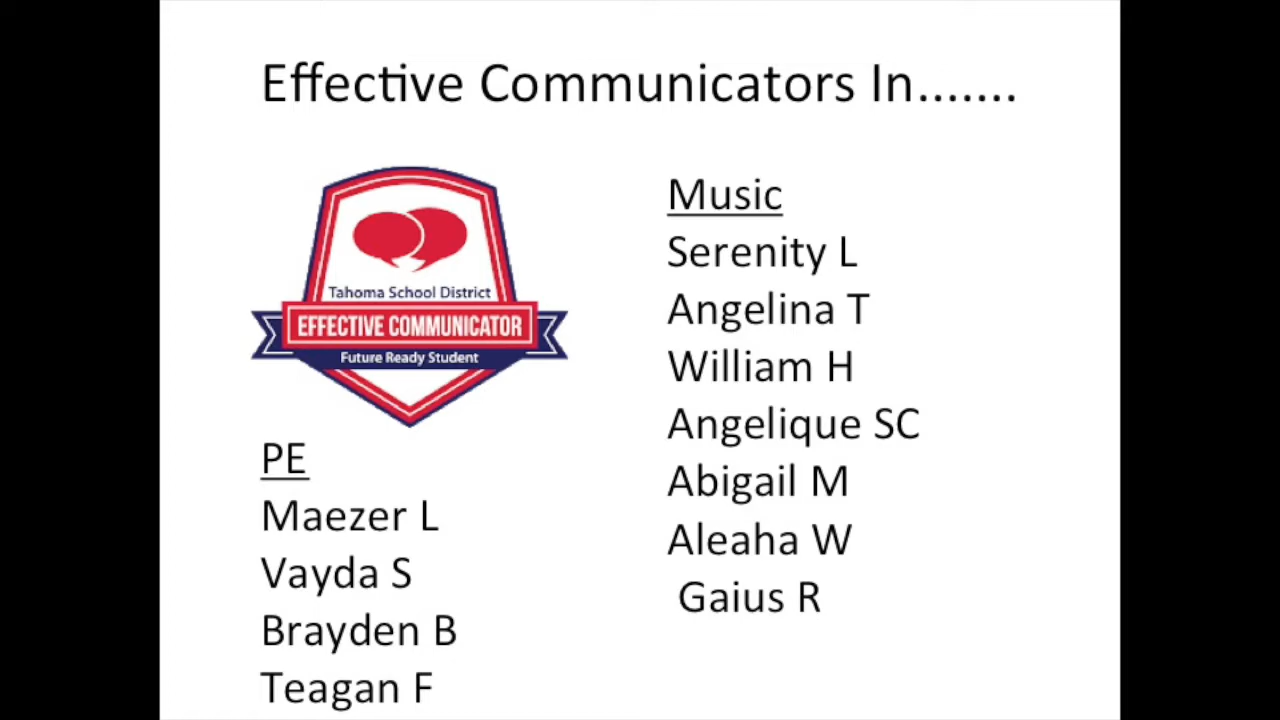 Effective Communicators In.......
Tahoma School District
EFFECTIVE COMMUNICATOR
Future Ready Student
PE
Maezer L
Vayda S
Brayden B
Teagan F
Music
Serenity L
Angelina T
William H
Angelique SC
Abigail M
Aleaha W
Gaius R